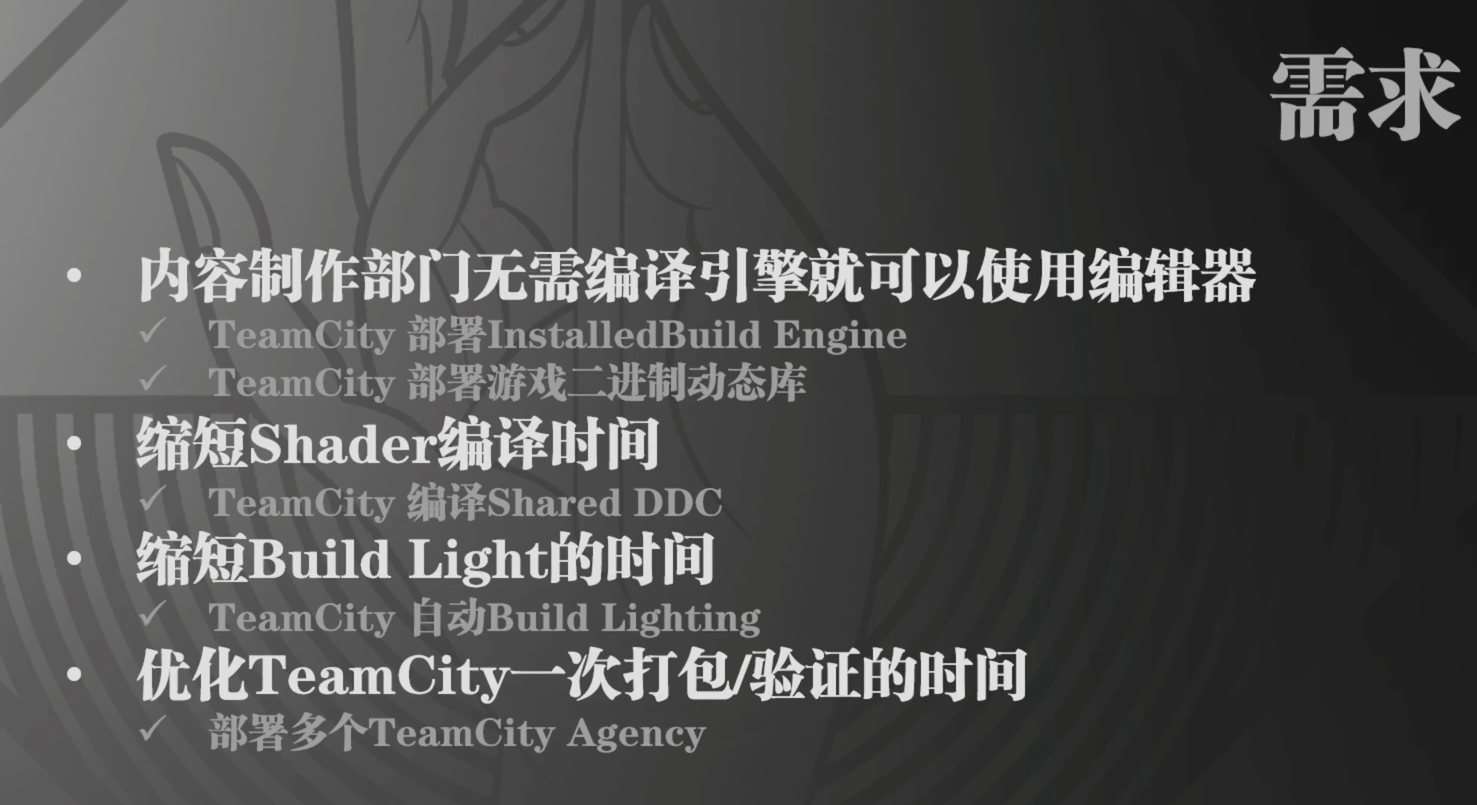 需求
• 内容制作部门无需编译引擎就可以使用编辑器
✓ TeamCity 部署InstalledBuild Engine
✓ TeamCity 部署游戏二进制动态库
• 缩短Shader编译时间
✓ TeamCity 编译Shared DDC
• 缩短Build Light的时间
✓ TeamCity 自动Build Lighting
• 优化TeamCity一次打包/验证的时间
✓ 部署多个TeamCity Agency